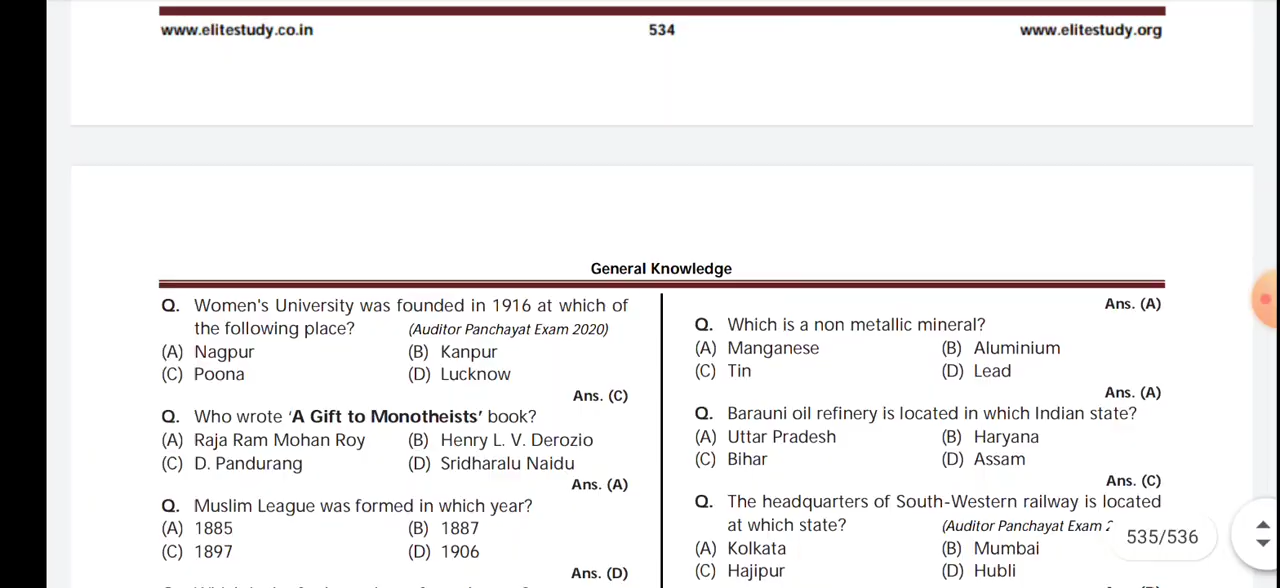 www.elitestudy.co.in 534 www.elitestudy.org
General Knowledge
Q. Women's University was founded in 1916 at which of
the following place? (Auditor Panchayat Exam 2020)
(A) Nagpur (B) Kanpur
(C) Poona (D) Lucknow
Ans. (C)
Q. Who wrote ‘A Gift to Monotheists’ book?
(A) Raja Ram Mohan Roy (B) Henry L. V. Derozio
(C) D. Pandurang (D) Sridharalu Naidu
Ans. (A)
Q. Muslim League was formed in which year?
(A) 1885 (B) 1887
(C) 1897 (D) 1906
Ans. (D)
Ans. (A)
Q. Which is a non metallic mineral?
(A) Manganese (B) Aluminium
(C) Tin (D) Lead
Ans. (A)
Q. Barauni oil refinery is located in which Indian state?
(A) Uttar Pradesh (B) Haryana
(C) Bihar (D) Assam
Ans. (C)
Q. The headquarters of South-Western railway is located
at which state? (Auditor Panchayat Exam 2
(A) Kolkata (B) Mumbai
(C) Hajipur (D) Hubli
535/536